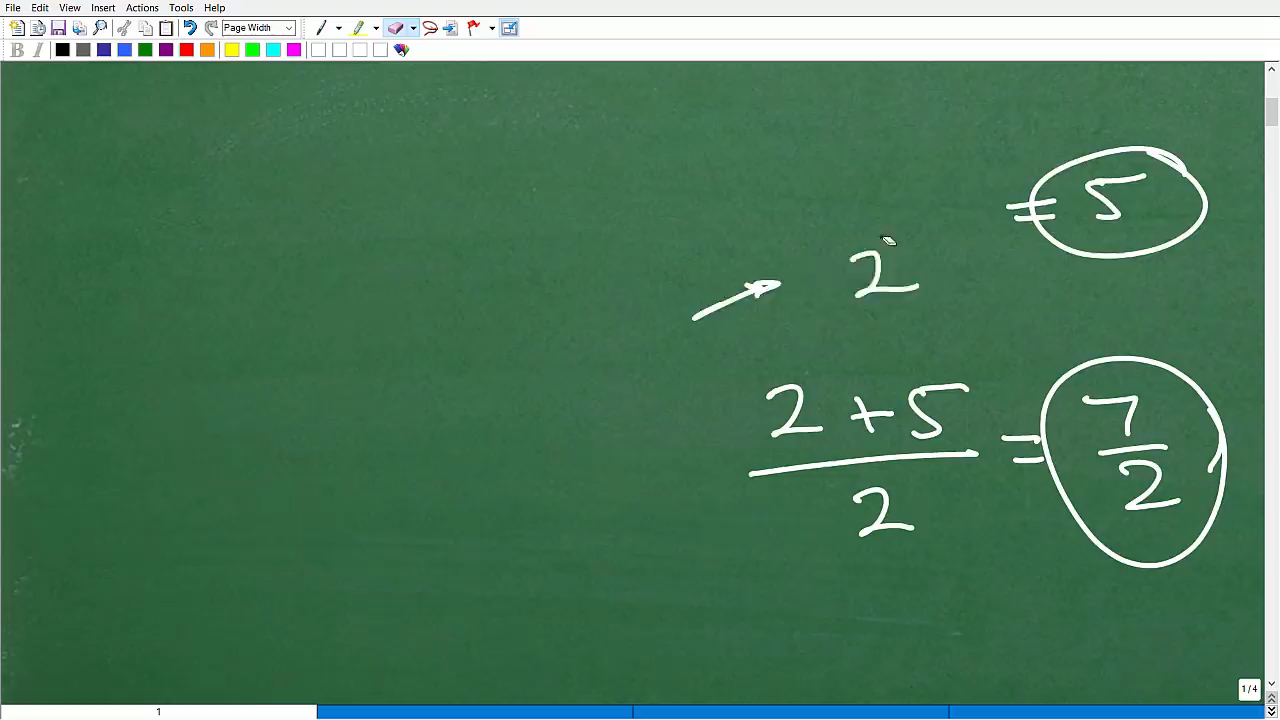 File Edit View Insert Actions Tools Help
Page Width
B I
= 5
2
2 + 5
= 7
2
2
1/4
1